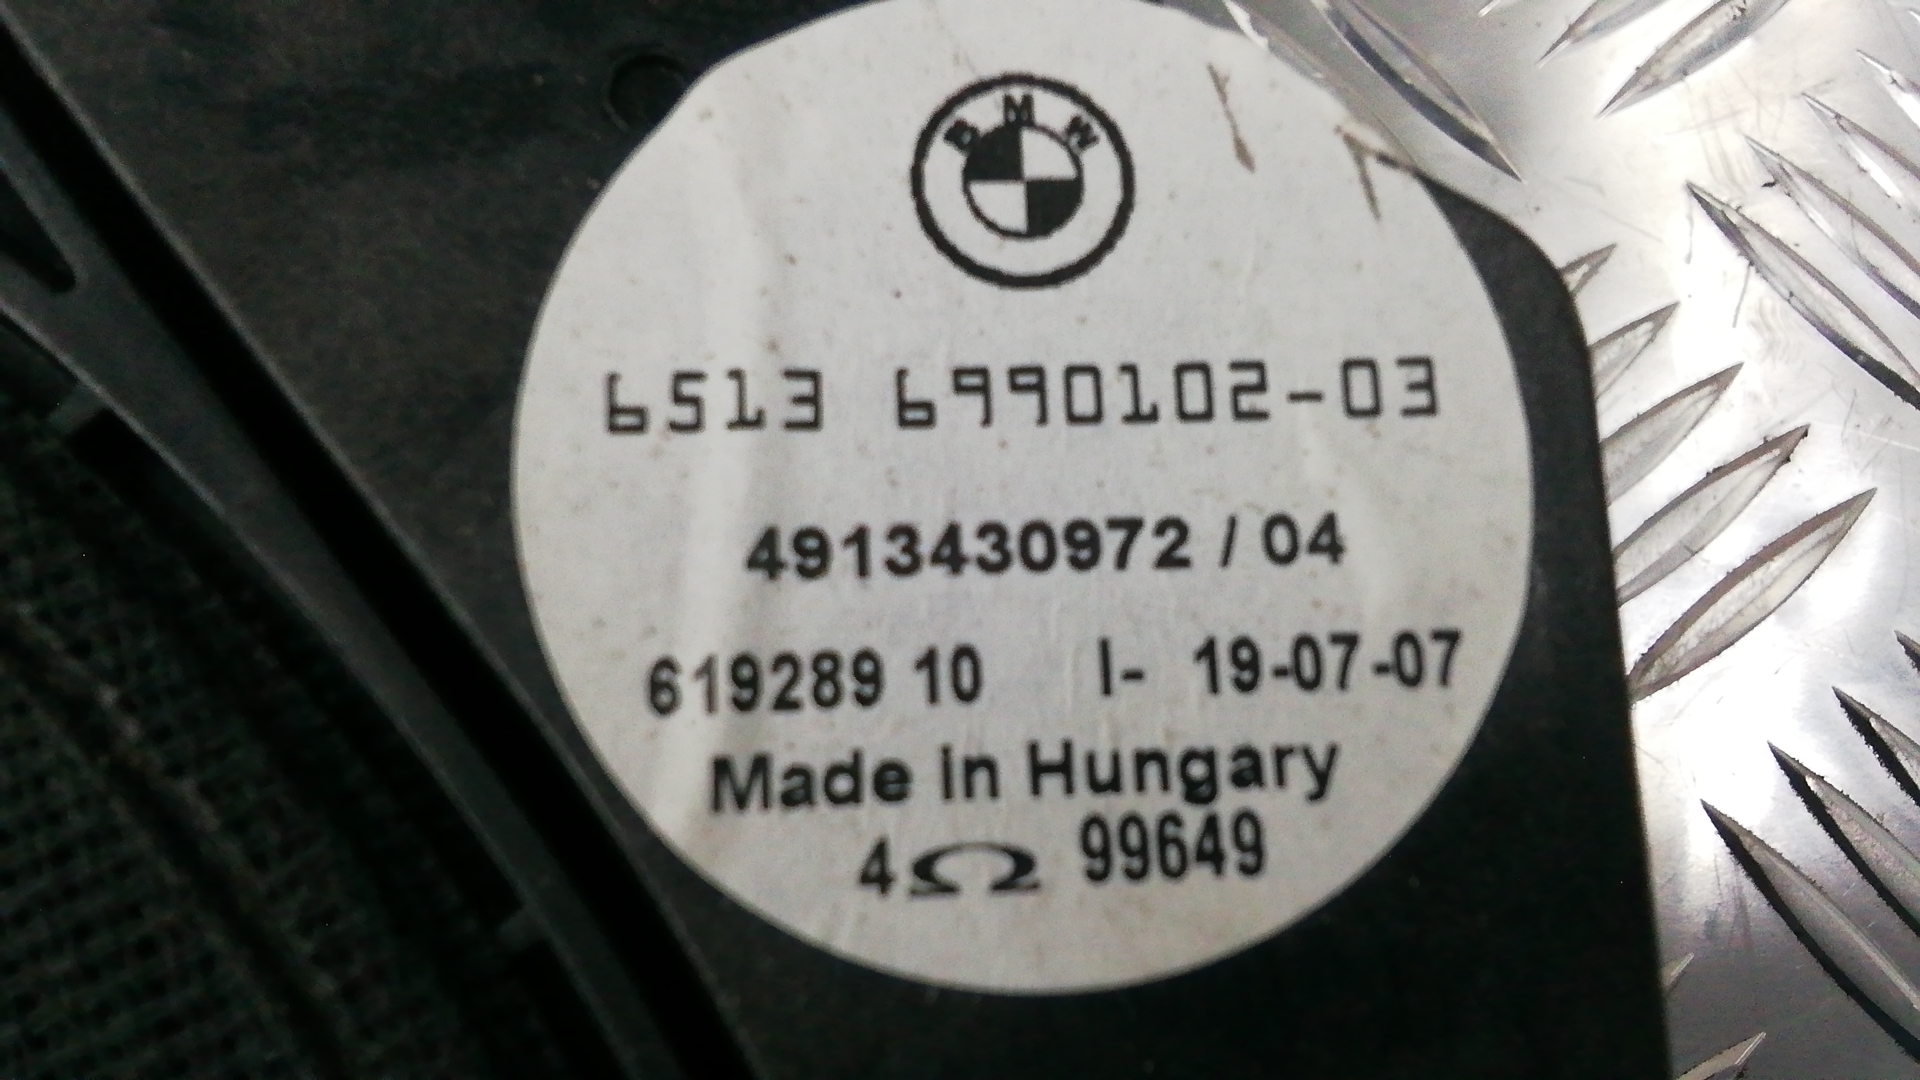 BMW
6513 6990102-03
4913430972 / 04
619289 10 I- 19-07-07
Made in Hungary
4Ω 99649